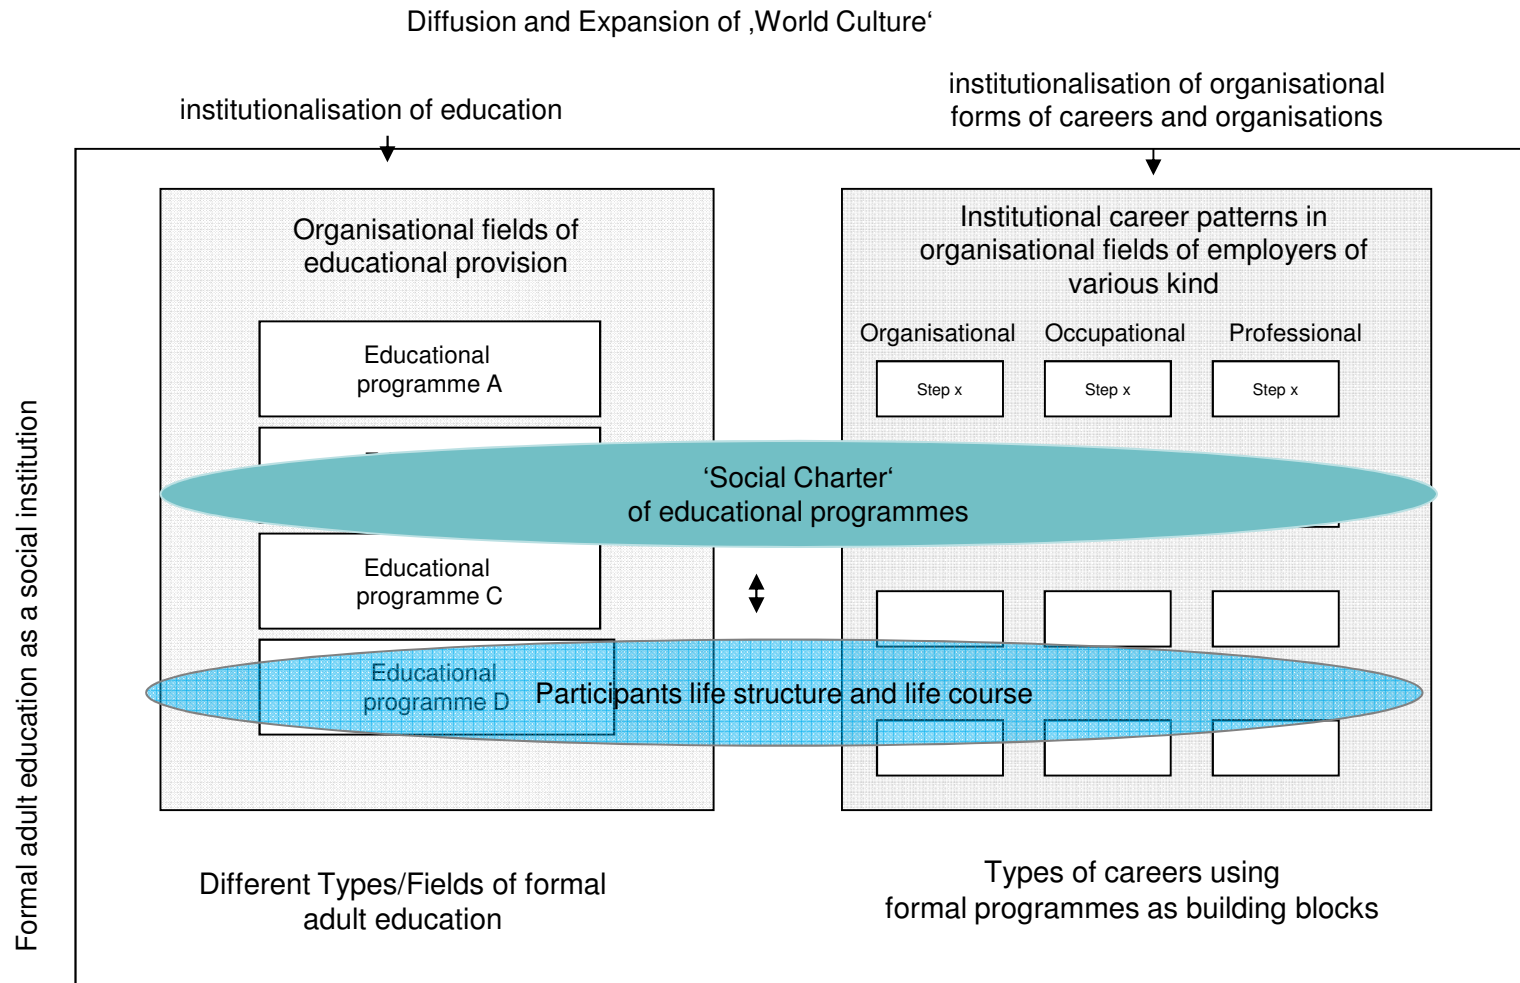 Diffusion and Expansion of ‚World Culture‘
institutionalisation of education
institutionalisation of organisational
forms of careers and organisations
Formal adult education as a social institution
Organisational fields of
educational provision
Educational
programme A
Educational
programme C
Educational
programme D
Institutional career patterns in
organisational fields of employers of
various kind
Organisational Occupational Professional
Step x Step x Step x
‘Social Charter‘
of educational programmes
Participants life structure and life course
Different Types/Fields of formal
adult education
Types of careers using
formal programmes as building blocks